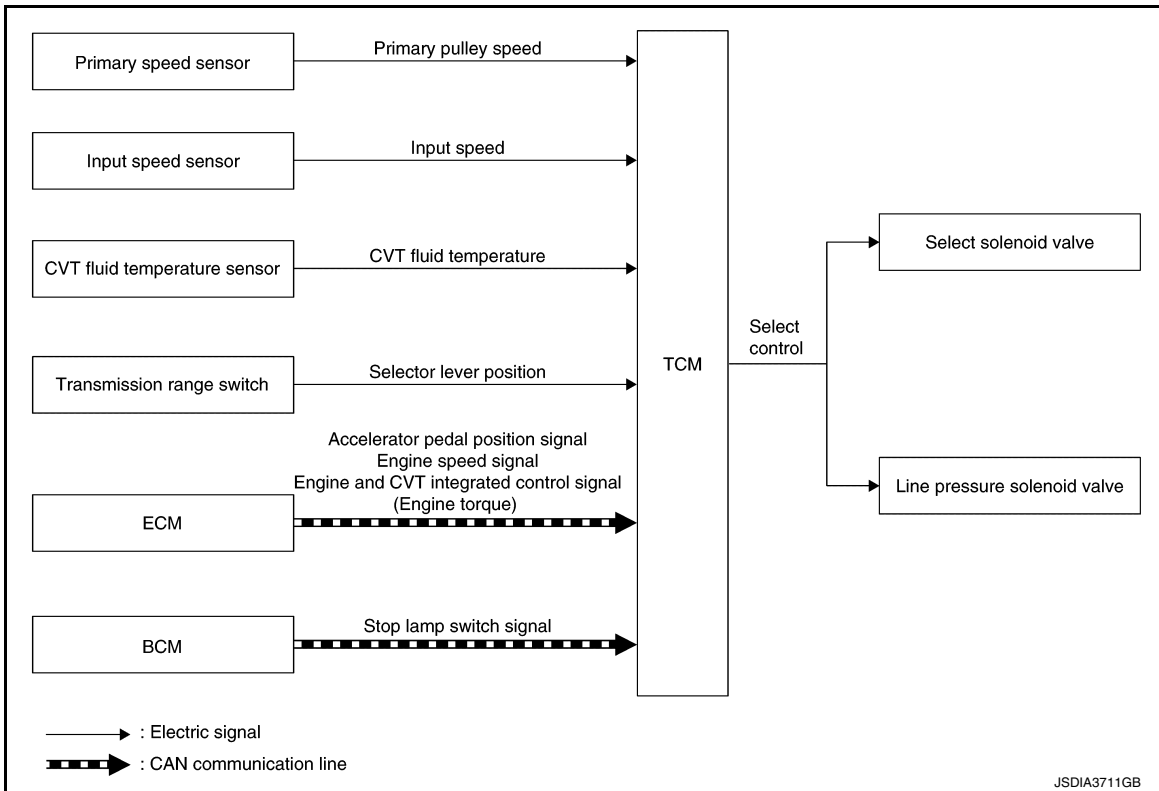 Primary speed sensor
Primary pulley speed
Input speed sensor
Input speed
CVT fluid temperature sensor
CVT fluid temperature
Transmission range switch
Selector lever position
ECM
Accelerator pedal position signal
Engine speed signal
Engine and CVT integrated control signal
(Engine torque)
BCM
Stop lamp switch signal
TCM
Select
control
Select solenoid valve
Line pressure solenoid valve
: Electric signal
: CAN communication line
JSDIA3711GB